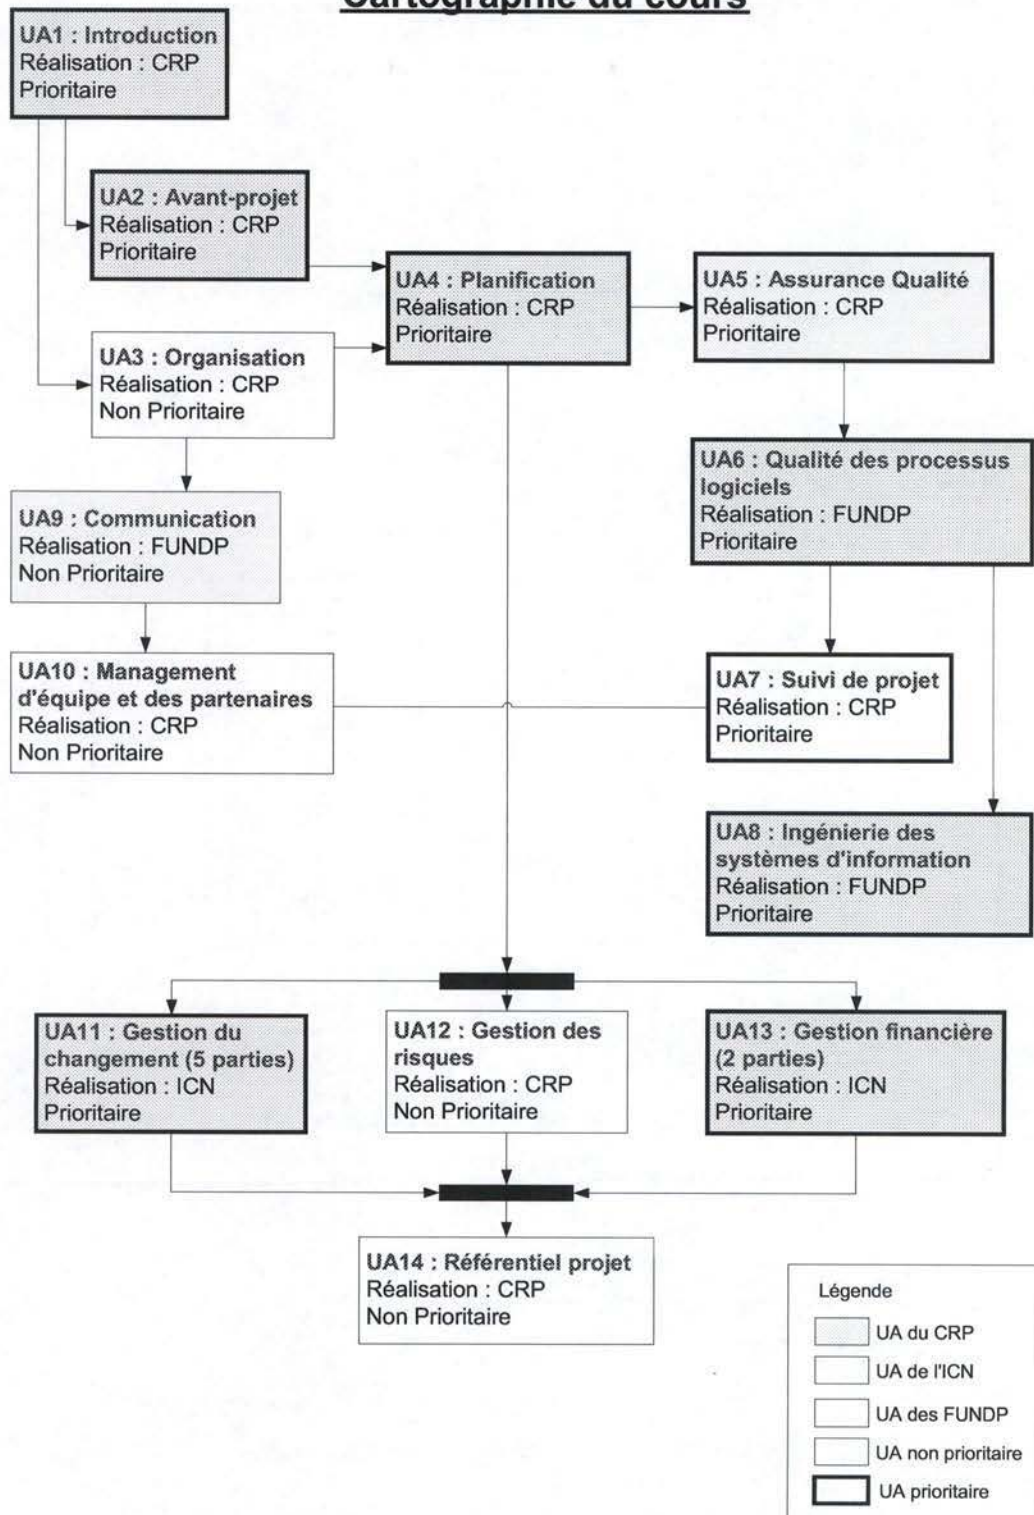 Cartographie du cours
UA1 : Introduction
Réalisation : CRP
Prioritaire
UA2 : Avant-projet
Réalisation : CRP
Prioritaire
UA4 : Planification
Réalisation : CRP
Prioritaire
UA5 : Assurance Qualité
Réalisation : CRP
Prioritaire
UA3 : Organisation
Réalisation : CRP
Non Prioritaire
UA6 : Qualité des processus
logiciels
Réalisation : FUNDP
Prioritaire
UA9 : Communication
Réalisation : FUNDP
Non Prioritaire
UA10 : Management
d'équipe et des partenaires
Réalisation : CRP
Non Prioritaire
UA7 : Suivi de projet
Réalisation : CRP
Prioritaire
UA8 : Ingénierie des
systèmes d'information
Réalisation : FUNDP
Prioritaire
UA11 : Gestion du
changement (5 parties)
Réalisation : ICN
Prioritaire
UA12 : Gestion des
risques
Réalisation : CRP
Non Prioritaire
UA13 : Gestion financière
(2 parties)
Réalisation : ICN
Prioritaire
UA14 : Référentiel projet
Réalisation : CRP
Non Prioritaire
Légende
UA du CRP
UA de l'ICN
UA des FUNDP
UA non prioritaire
UA prioritaire